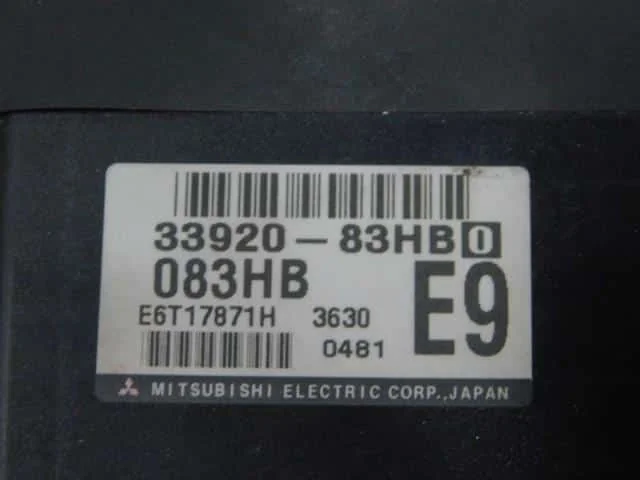 33920-83HB0
083HB
E9
E6T17871H 3630
0481
MITSUBISHI ELECTRIC CORP.,JAPAN